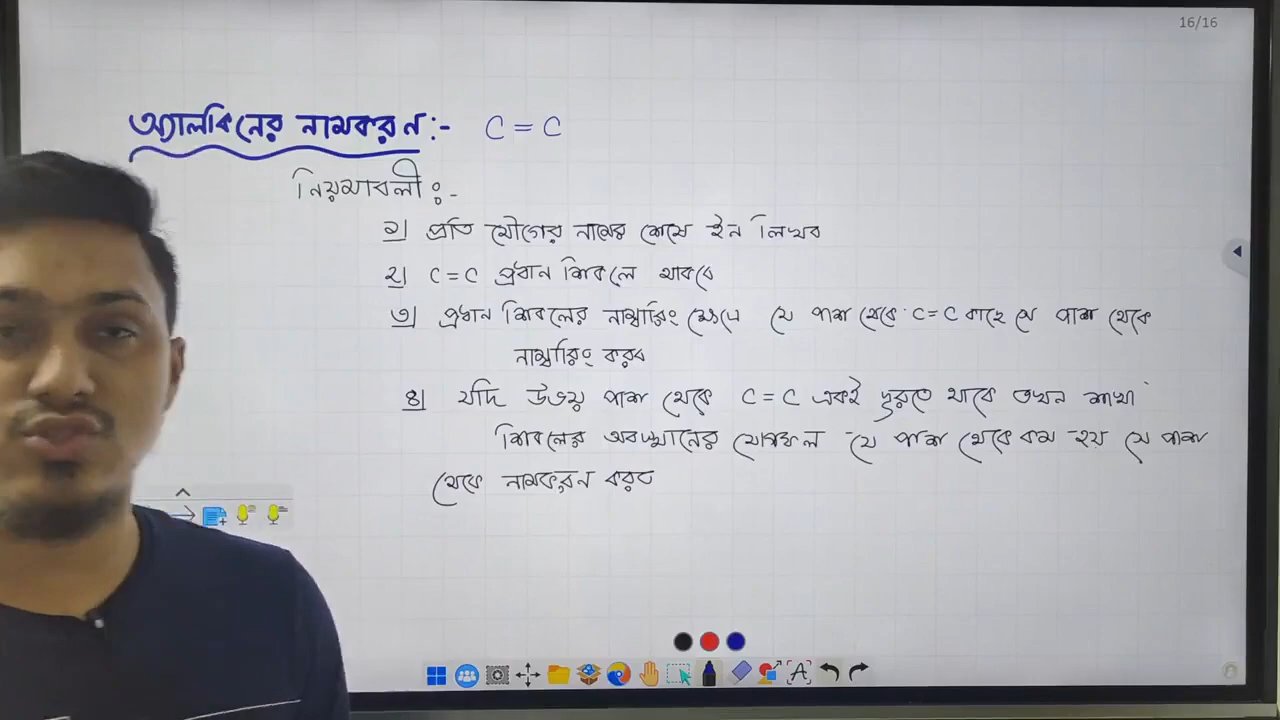 16/16
অ্যালকিনের নামকরন:- C = C
নিয়মাবলী ঃ-
১| প্রতি যৌগের নামের শেষে ইন লিখব
২| C = C প্রধান শিকলে থাকবে
৩| প্রধান শিকলের নাম্বারিং ক্ষেত্রে যে পাশ থেকে C = C কাছে সে পাশ থেকে
নাম্বারিং করব
৪| যদি উভয় পাশ থেকে C = C একই দূরত্বে থাকে তখন শাখা
শিকলের অবস্থানের যোগফল যে পাশ থেকে কম হয় সে পাশ
থেকে নামকরন করব